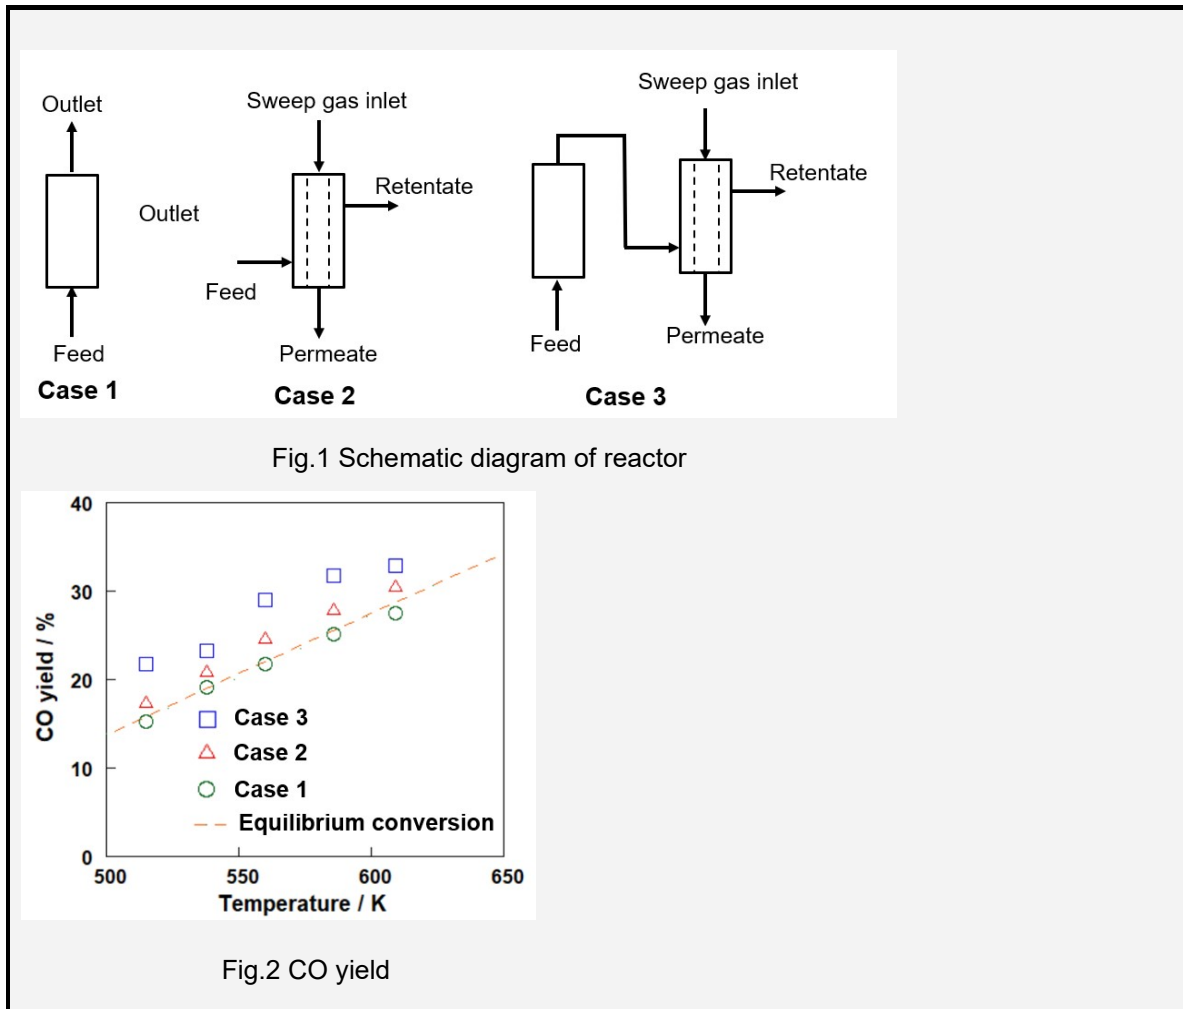 Sweep gas inlet
Outlet
Sweep gas inlet
Retentate
Retentate
Outlet
Feed
Permeate
Feed
Feed
Permeate
Case 1
Case 2
Case 3
Fig.1 Schematic diagram of reactor
40
30
20
10
0
CO yield / %
Case 3
Case 2
Case 1
Equilibrium conversion
500
550
600
650
Temperature / K
Fig.2 CO yield